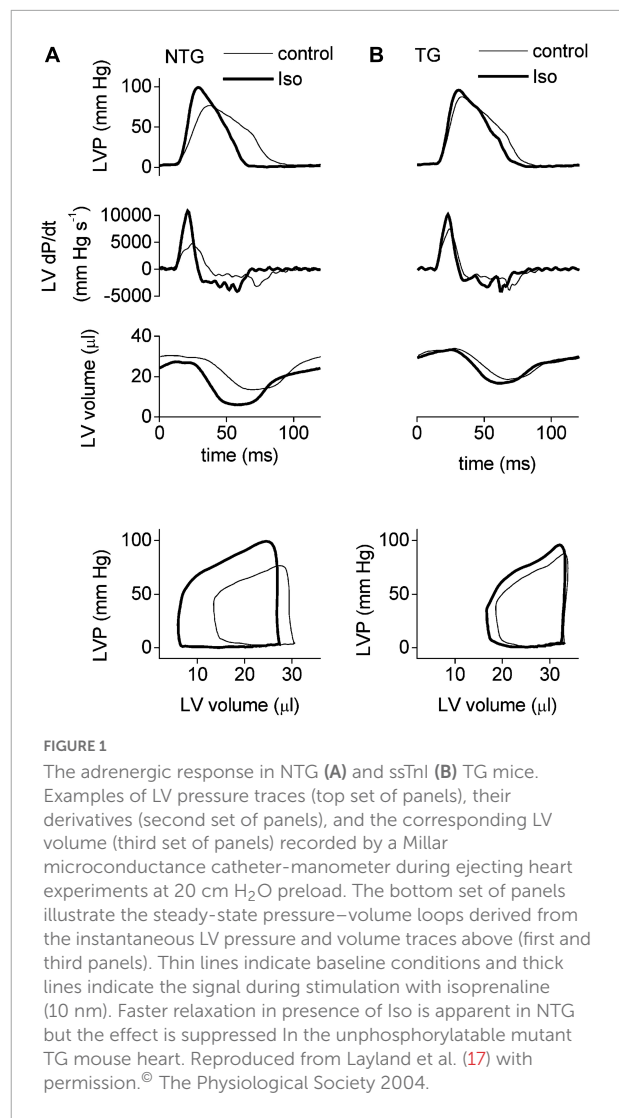 A
NTG
control
Iso
B
TG
control
Iso
LVP (mm Hg)
100
50
0
LV dP/dt
(mm Hg s⁻¹)
10000
5000
0
-5000
LV volume (μl)
40
20
0
0 50 100
time (ms)
0 50 100
time (ms)
LVP (mm Hg)
100
50
0
10 20 30
LV volume (μl)
LVP (mm Hg)
100
50
0
10 20 30
LV volume (μl)
FIGURE 1
The adrenergic response in NTG (A) and ssTnI (B) TG mice.
Examples of LV pressure traces (top set of panels), their
derivatives (second set of panels), and the corresponding LV
volume (third set of panels) recorded by a Millar
microconductance catheter-manometer during ejecting heart
experiments at 20 cm H₂O preload. The bottom set of panels
illustrate the steady-state pressure–volume loops derived from
the instantaneous LV pressure and volume traces above (first and
third panels). Thin lines indicate baseline conditions and thick
lines indicate the signal during stimulation with isoprenaline
(10 nm). Faster relaxation in presence of Iso is apparent in NTG
but the effect is suppressed In the unphosphorylatable mutant
TG mouse heart. Reproduced from Layland et al. (17) with
permission.© The Physiological Society 2004.